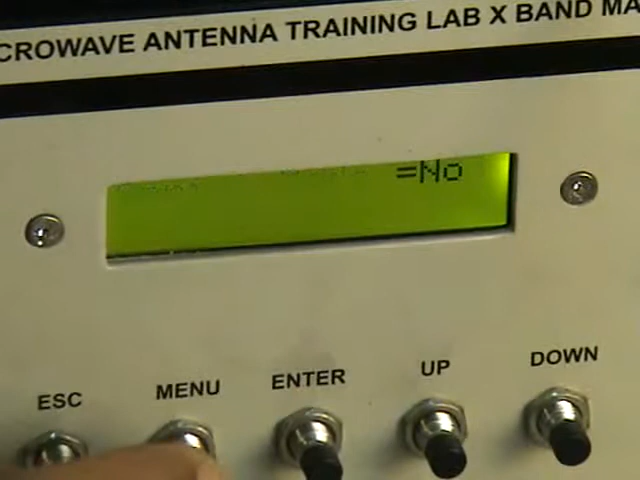 CROWAVE ANTENNA TRAINING LAB X BAND MA
=No
ESC MENU ENTER UP DOWN